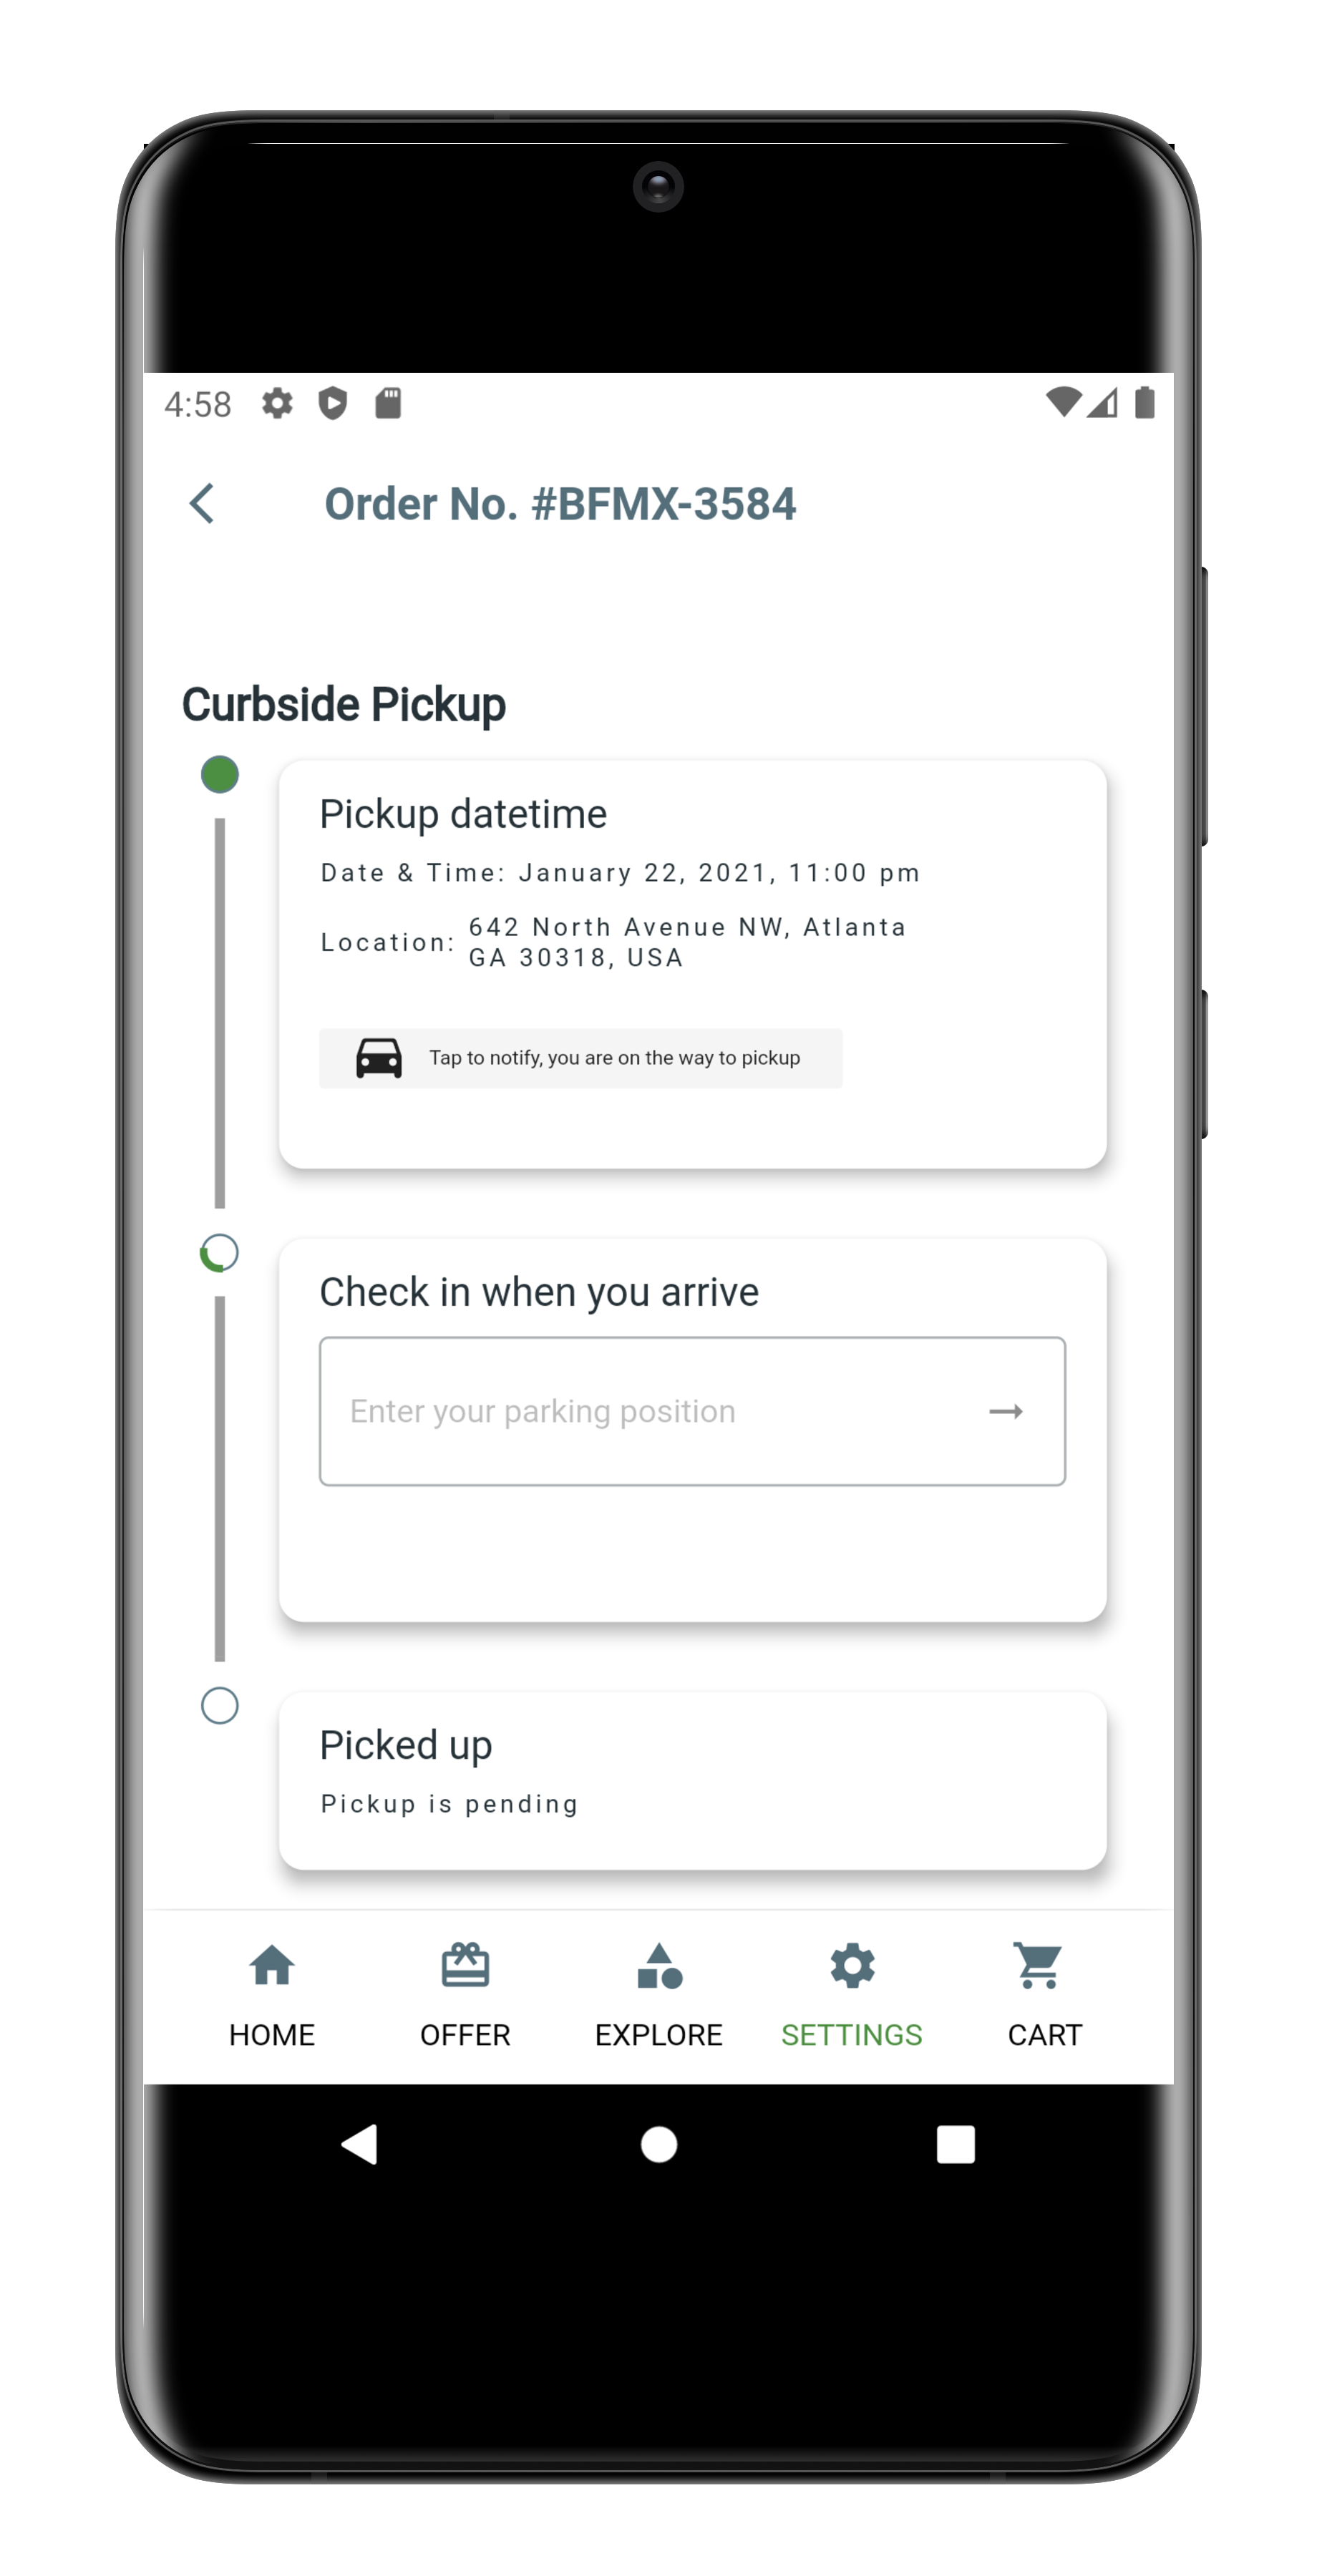 4:58
Order No. #BFMX-3584
Curbside Pickup
Pickup datetime
Date & Time: January 22, 2021, 11:00 pm
Location: 642 North Avenue NW, Atlanta
GA 30318, USA
Tap to notify, you are on the way to pickup
Check in when you arrive
Enter your parking position
Picked up
Pickup is pending
HOME OFFER EXPLORE SETTINGS CART